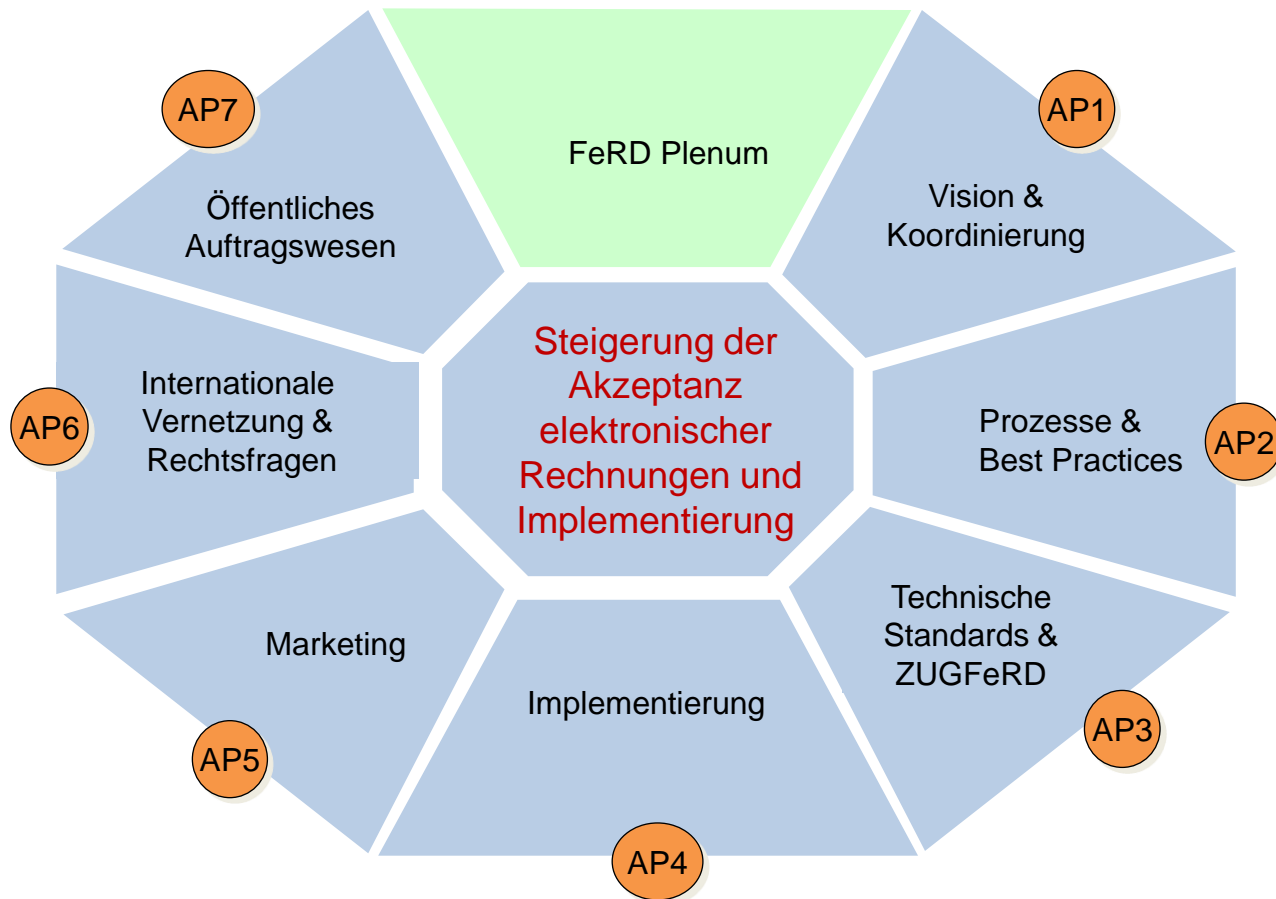 FeRD Plenum
AP1
Vision &
Koordinierung
AP2
Prozesse &
Best Practices
AP3
Technische
Standards &
ZUGFeRD
AP4
Implementierung
AP5
Marketing
AP6
Internationale
Vernetzung &
Rechtsfragen
AP7
Öffentliches
Auftragswesen
Steigerung der
Akzeptanz
elektronischer
Rechnungen und
Implementierung